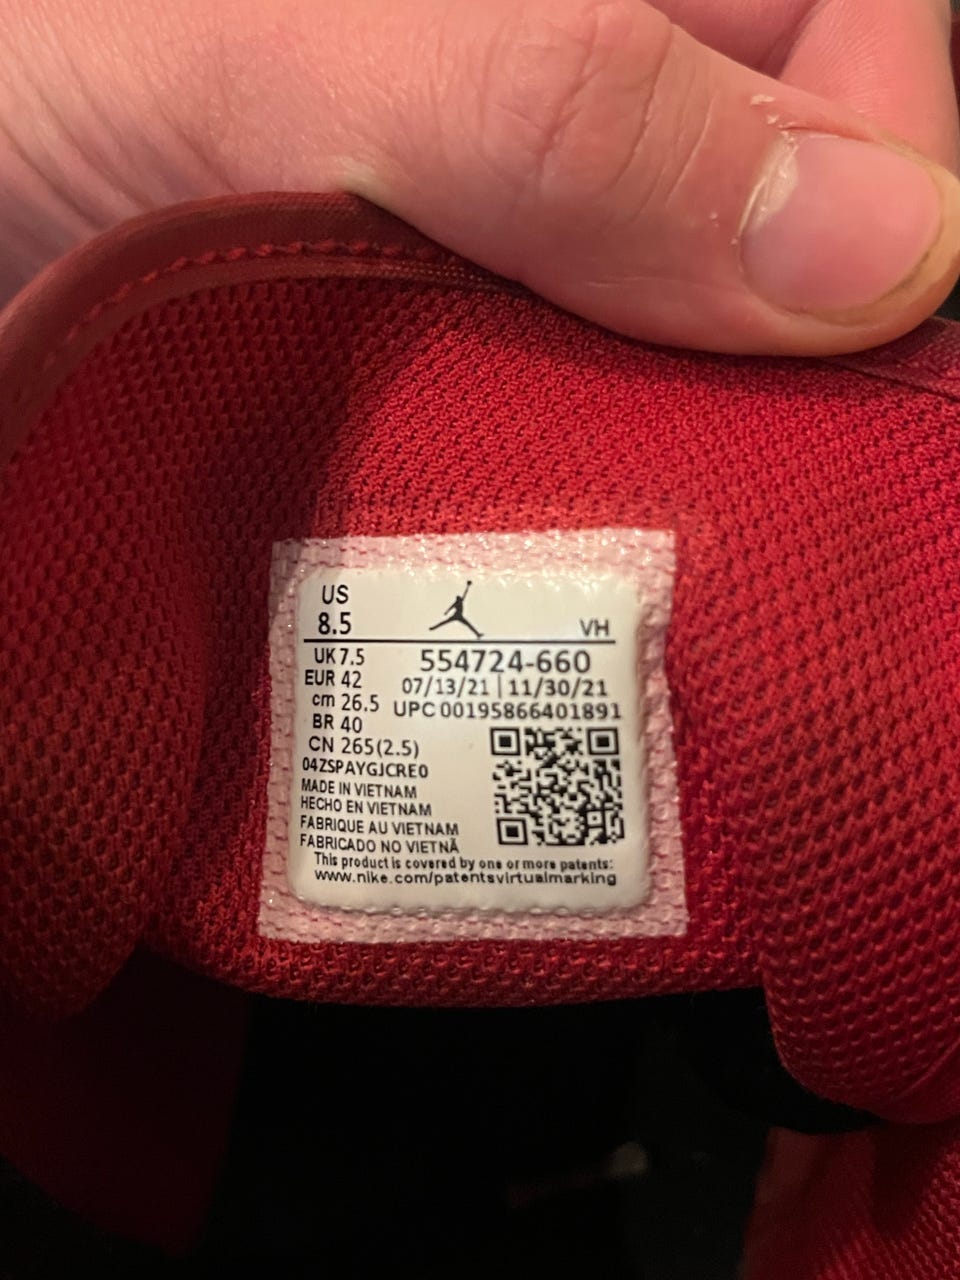 US
8.5
VH
UK 7.5
EUR 42
cm 26.5
BR 40
CN 265(2.5)
554724-660
07/13/21 | 11/30/21
UPC 00195866401891
04ZSPAYGJCRE0
MADE IN VIETNAM
HECHO EN VIETNAM
FABRIQUE AU VIETNAM
FABRICADO NO VIETNÃ
This product is covered by one or more patents:
www.nike.com/patentsvirtualmarking